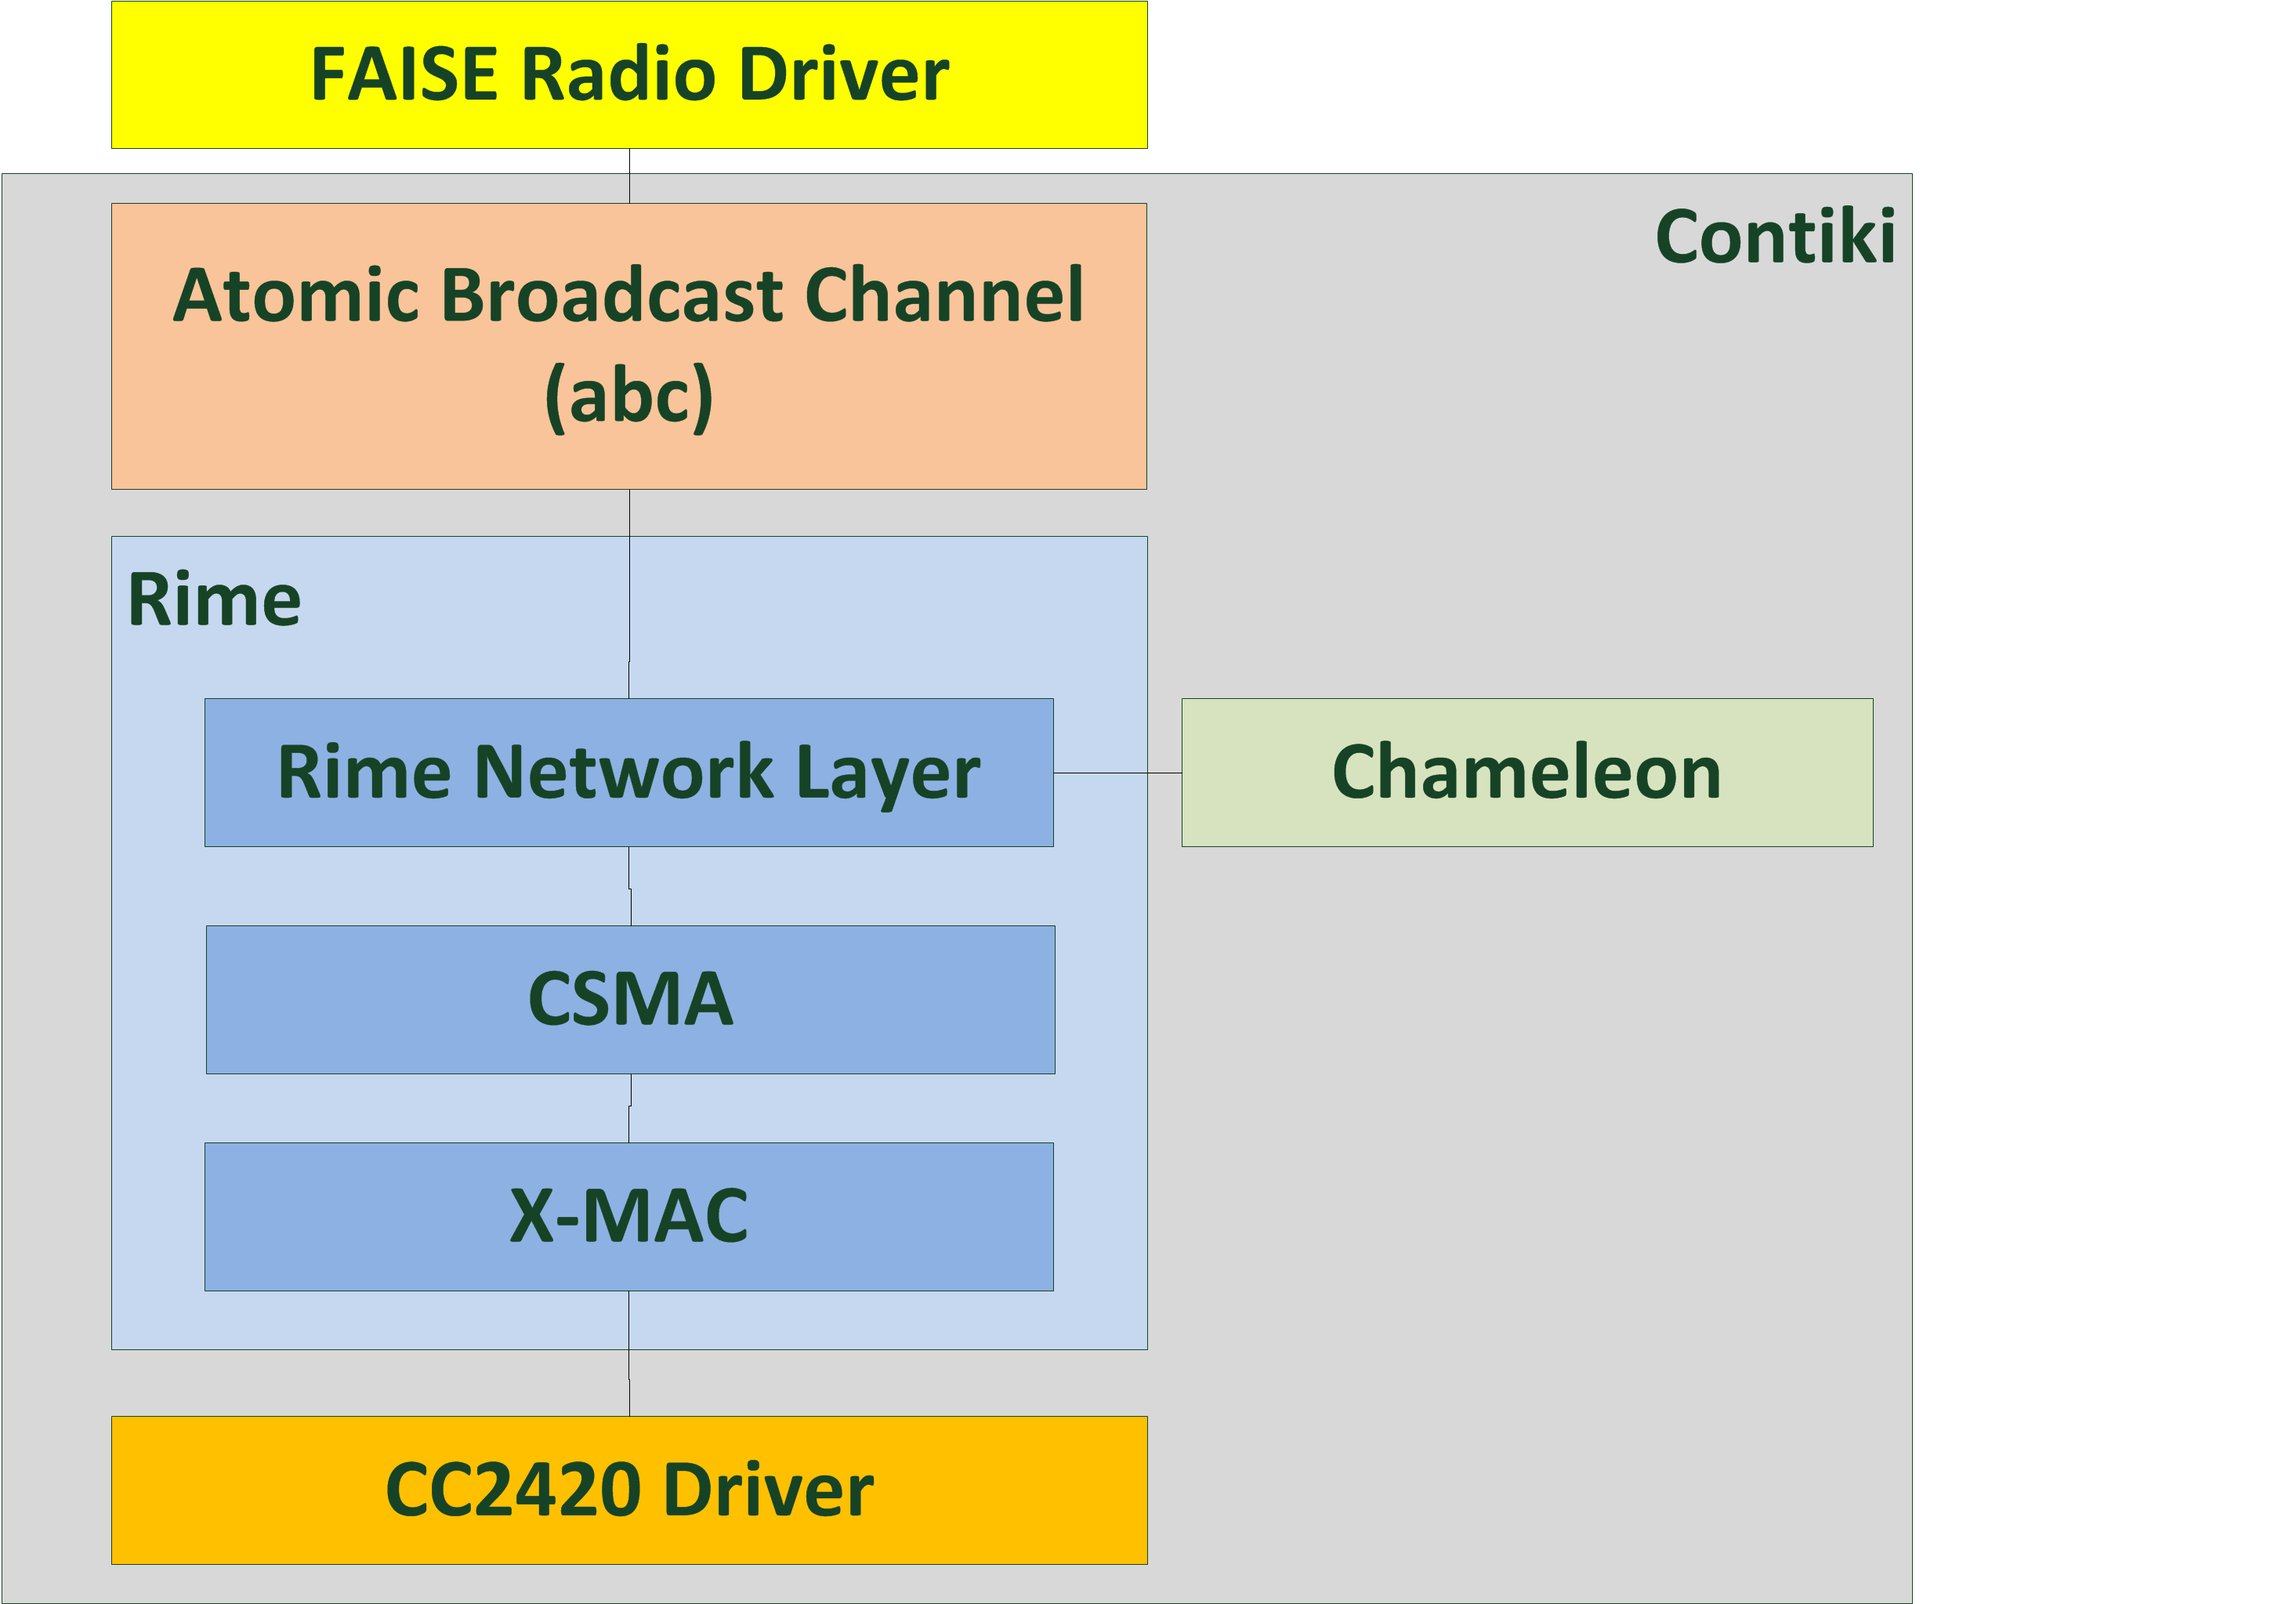 FAISE Radio Driver
Contiki
Atomic Broadcast Channel
(abc)
Rime
Rime Network Layer
Chameleon
CSMA
X-MAC
CC2420 Driver